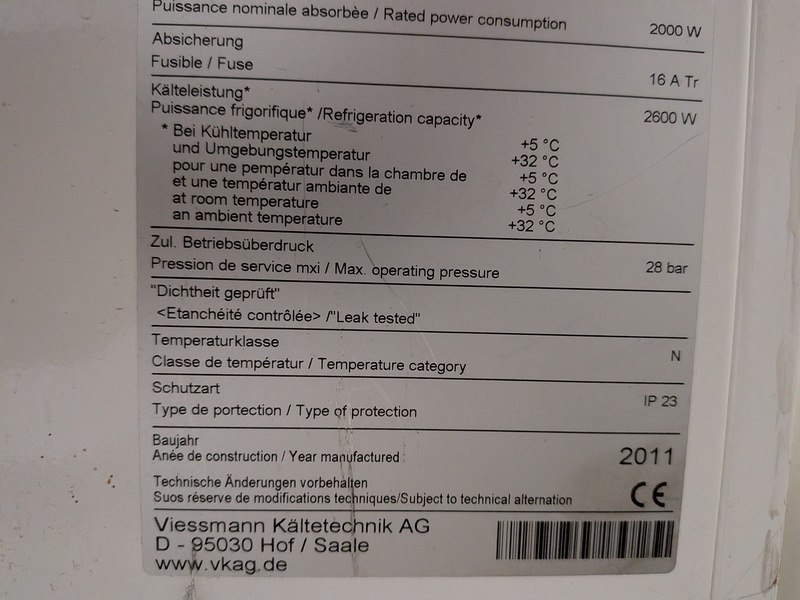 Puissance nominale absorbèe / Rated power consumption 2000 W
Absicherung
Fusible / Fuse 16 A Tr
Kälteleistung*
Puissance frigorifique* /Refrigeration capacity* 2600 W
* Bei Kühltemperatur +5 °C
und Umgebungstemperatur +32 °C
pour une pempératur dans la chambre de +5 °C
et une températur ambiante de +32 °C
at room temperature +5 °C
an ambient temperature +32 °C
Zul. Betriebsüberdruck
Pression de service mxi / Max. operating pressure 28 bar
"Dichtheit geprüft"
<Etanchéité contrôlée> /"Leak tested"
Temperaturklasse
Classe de températur / Temperature category N
Schutzart
Type de portection / Type of protection IP 23
Baujahr
Anée de construction / Year manufactured 2011
Technische Änderungen vorbehalten
Suos réserve de modifications techniques/Subject to technical alternation CE
Viessmann Kältetechnik AG
D - 95030 Hof / Saale
www.vkag.de